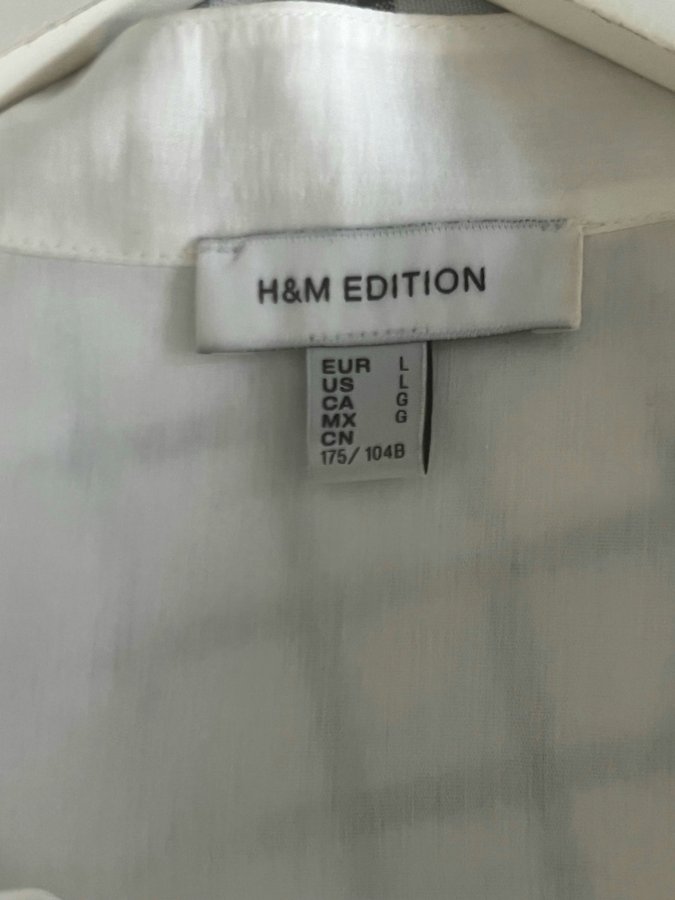 H&M EDITION
EUR L
US L
CA G
MX G
CN
175/104B